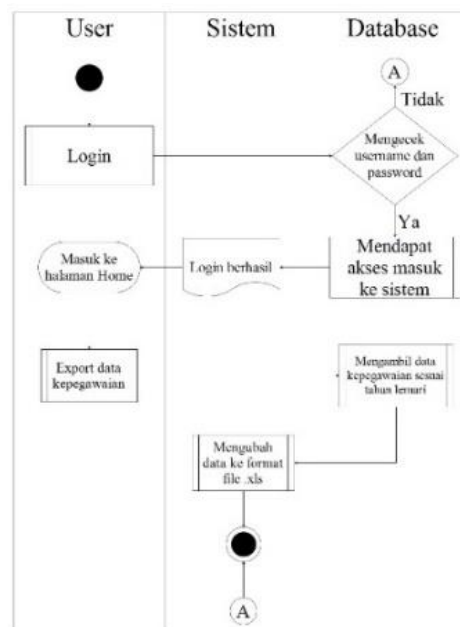 User
Sistem
Database
A
Tidak
Login
Mengecek
username dan
password
Ya
Masuk ke
halaman Home
Login berhasil
Mendapat
akses masuk
ke sistem
Export data
kepegawaian
Mengambil data
kepegawaian sesuai
tahun lemari
Mengubah
data ke format
file .xls
A